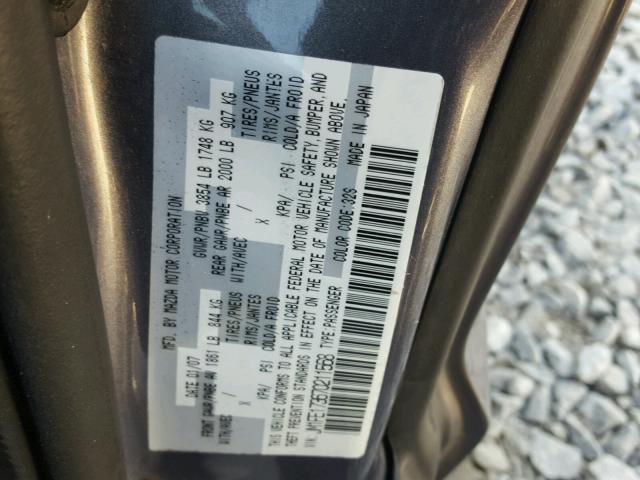 MFD. BY MAZDA MOTOR CORPORATION
DATE: 01/07 GVWR/PNBV 3854 LB 1748 KG
FRONT GAWR/PNBE AV 1861 LB 844 KG REAR GAWR/PNBE AR 2000 LB 907 KG
WITH/AVEC TIRES/PNEUS WITH/AVEC TIRES/PNEUS
X RIMS/JANTES X RIMS/JANTES
KPA/ PSI COLD/A FROID KPA/ PSI COLD/A FROID
THIS VEHICLE CONFORMS TO ALL APPLICABLE FEDERAL MOTOR VEHICLE SAFETY, BUMPER, AND
THEFT PREVENTION STANDARDS IN EFFECT ON THE DATE OF MANUFACTURE SHOWN ABOVE.
TYPE:PASSENGER COLOR CODE:32S MADE IN JAPAN